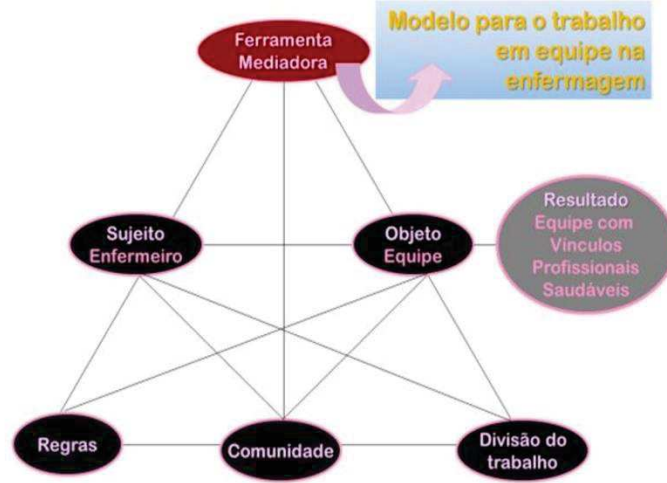 Ferramenta
Mediadora
Modelo para o trabalho
em equipe na
enfermagem
Sujeito
Enfermeiro
Objeto
Equipe
Resultado
Equipe com
Vínculos
Profissionais
Saudáveis
Regras
Comunidade
Divisão do
trabalho